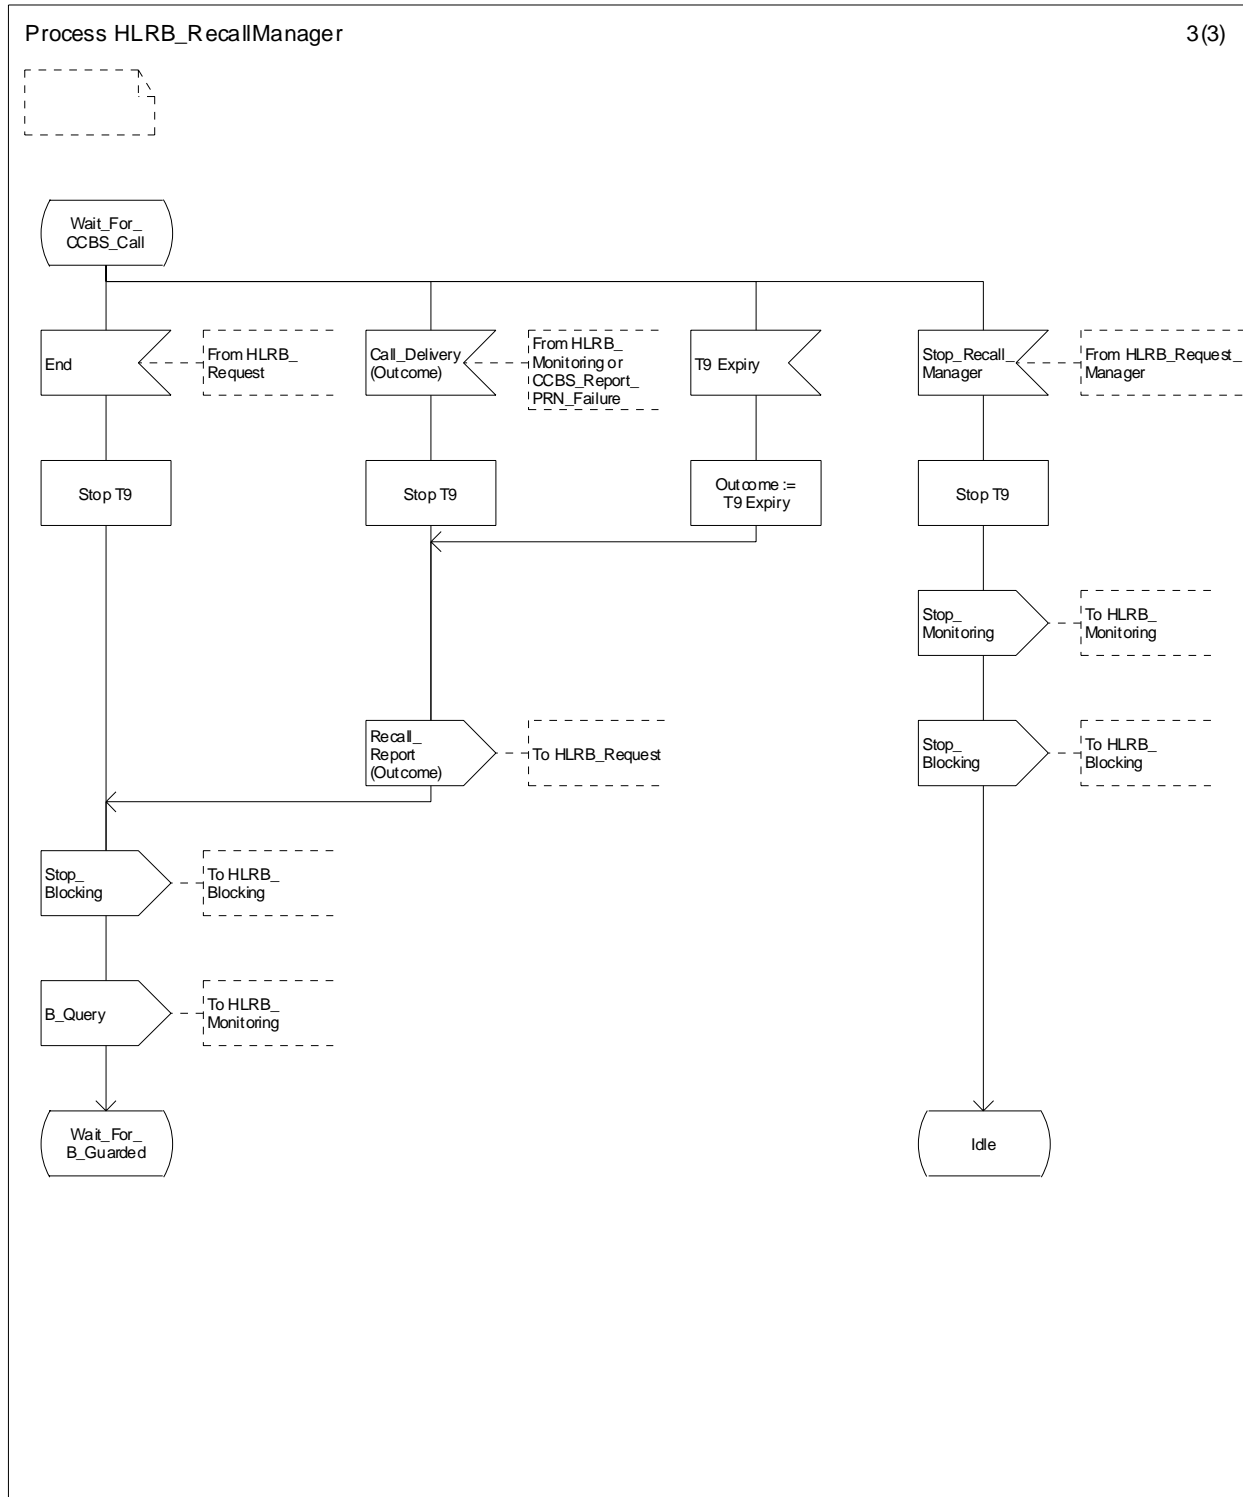 Process HLRB_RecallManager
3(3)
Wait_For_
CCBS_Call
End
From HLRB_
Request
Call_Delivery
(Outcome)
From HLRB_
Monitoring or
CCBS_Report_
PRN_Failure
T9 Expiry
Stop_Recall_
Manager
From HLRB_Request_
Manager
Stop T9
Stop T9
Outcome :=
T9 Expiry
Stop T9
Stop_
Monitoring
To HLRB_
Monitoring
Recall_
Report
(Outcome)
To HLRB_Request
Stop_
Blocking
To HLRB_
Blocking
Stop_
Blocking
To HLRB_
Blocking
B_Query
To HLRB_
Monitoring
Wait_For_
B_Guarded
Idle